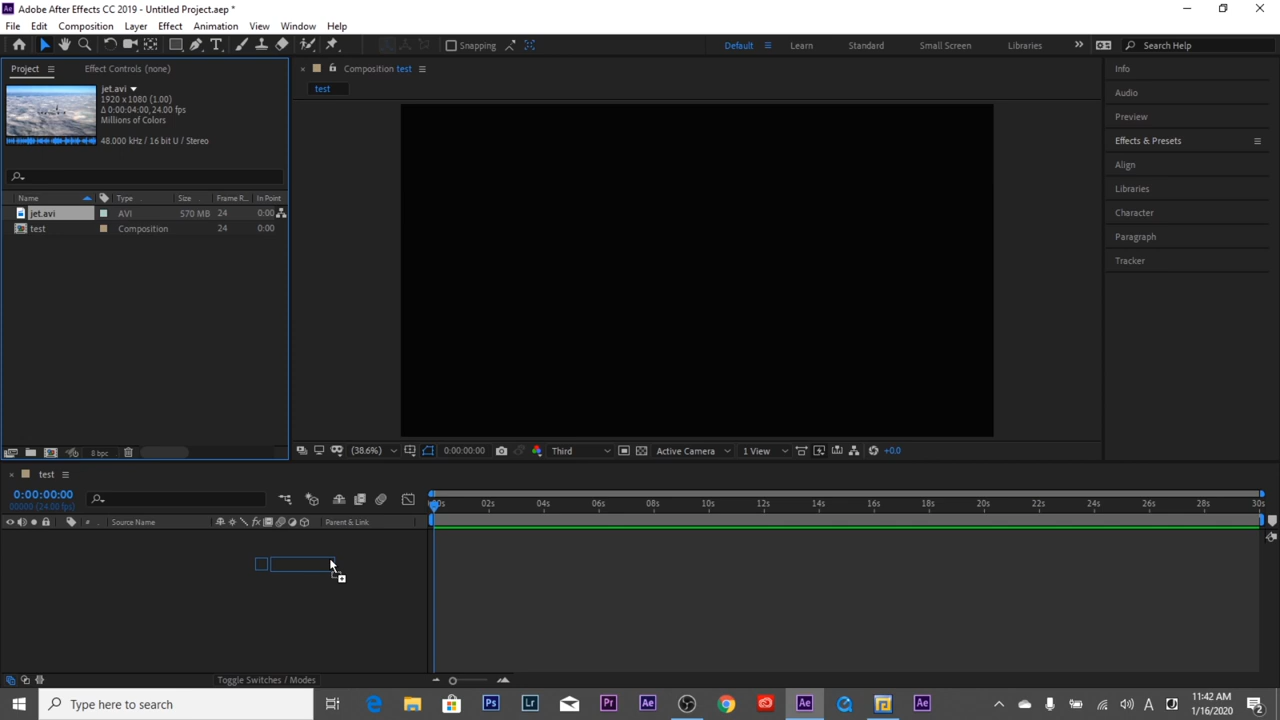 Adobe After Effects CC 2019 - Untitled Project.aep *
File Edit Composition Layer Effect Animation View Window Help
Snapping Default Learn Standard Small Screen Libraries Search Help
Project Effect Controls (none)
jet.avi
1920 x 1080 (1.00)
Δ 0:00:04:00, 24.00 fps
Millions of Colors
48.000 kHz / 16 bit U / Stereo
Composition test
test
Name Type Size Frame R... In Point
jet.avi AVI 570 MB 24 0:00
test Composition 24 0:00
Info
Audio
Preview
Effects & Presets
Align
Libraries
Character
Paragraph
Tracker
8 bpc
(38.6%) 0:00:00:00 Third Active Camera 1 View +0.0
test
0:00:00:00
00000 (24.00 fps)
:00s 02s 04s 06s 08s 10s 12s 14s 16s 18s 20s 22s 24s 26s 28s 30s
# Source Name Parent & Link
Toggle Switches / Modes
Type here to search
11:42 AM
1/16/2020
2